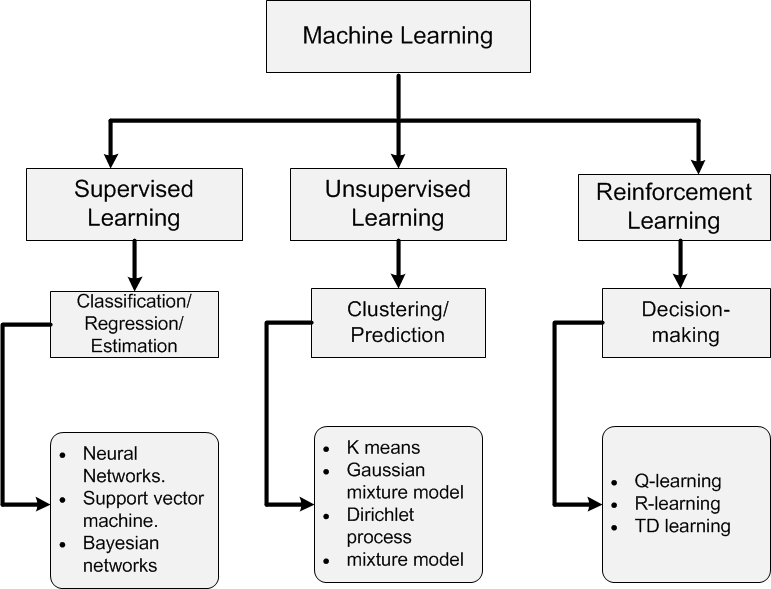 Machine Learning
Supervised
Learning
Unsupervised
Learning
Reinforcement
Learning
Classification/
Regression/
Estimation
Clustering/
Prediction
Decision-
making
• Neural
Networks.
• Support vector
machine.
• Bayesian
networks
• K means
• Gaussian
mixture model
• Dirichlet
process
• mixture model
• Q-learning
• R-learning
• TD learning